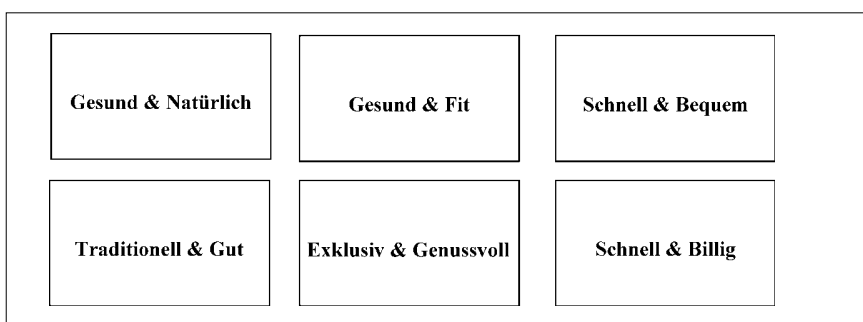 Gesund & Natürlich
Gesund & Fit
Schnell & Bequem
Traditionell & Gut
Exklusiv & Genussvoll
Schnell & Billig